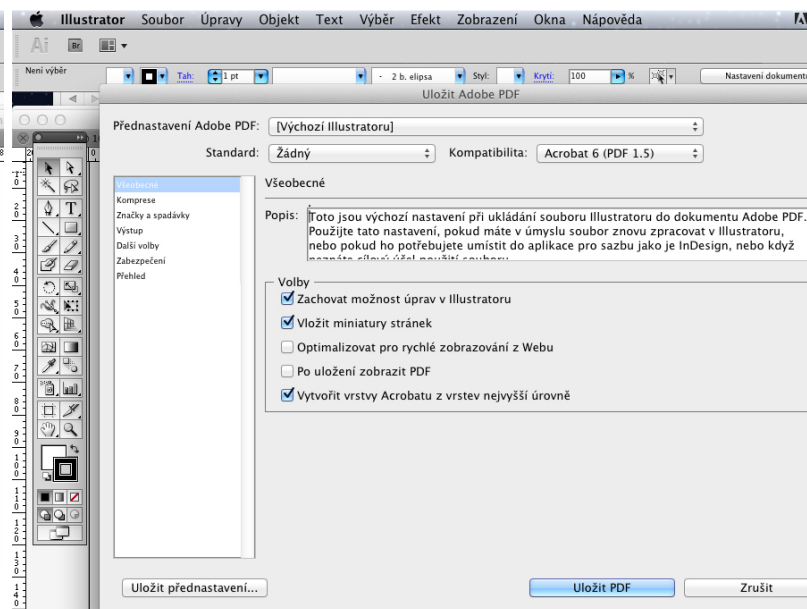 Illustrator Soubor Úpravy Objekt Text Výběr Efekt Zobrazení Okna Nápověda
Ai Br
Není výběr Tah: 1 pt 2 b. elipsa Styl: Krytí: 100 % Nastavení dokumentu
Uložit Adobe PDF
Přednastavení Adobe PDF: [Výchozí Illustratoru]
Standard: Žádný Kompatibilita: Acrobat 6 (PDF 1.5)
Všeobecné
Komprese
Značky a spadávky
Výstup
Další volby
Zabezpečení
Přehled
Všeobecné
Popis: Toto jsou výchozí nastavení při ukládání souboru Illustratoru do dokumentu Adobe PDF.
Použijte tato nastavení, pokud máte v úmyslu soubor znovu zpracovat v Illustratoru,
nebo pokud ho potřebujete umístit do aplikace pro sazbu jako je InDesign, nebo když
neznáte cílový účel použití souboru.
Volby
Zachovat možnost úprav v Illustratoru
Vložit miniatury stránek
Optimalizovat pro rychlé zobrazování z Webu
Po uložení zobrazit PDF
Vytvořit vrstvy Acrobatu z vrstev nejvyšší úrovně
Uložit přednastavení... Uložit PDF Zrušit